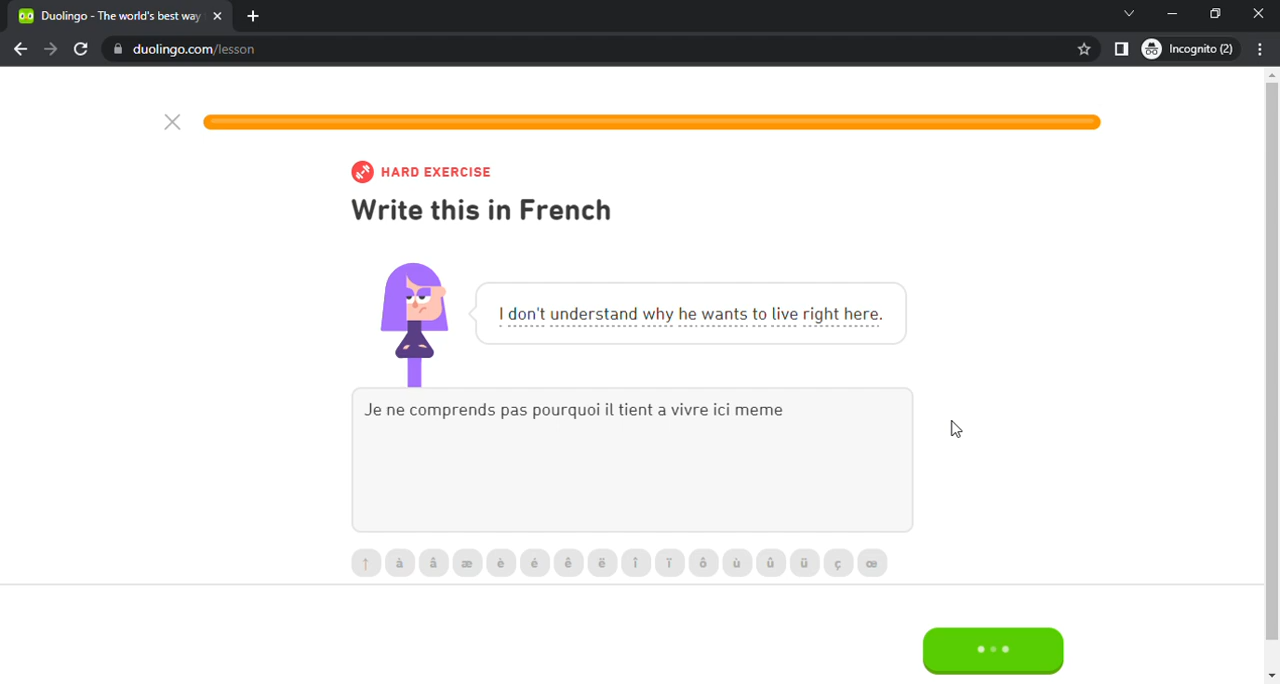 Duolingo - The world's best way
duolingo.com/lesson
Incognito (2)
HARD EXERCISE
Write this in French
I don't understand why he wants to live right here.
Je ne comprends pas pourquoi il tient a vivre ici meme
↑ à â æ è é ê ë î ï ô ù û ü ç œ